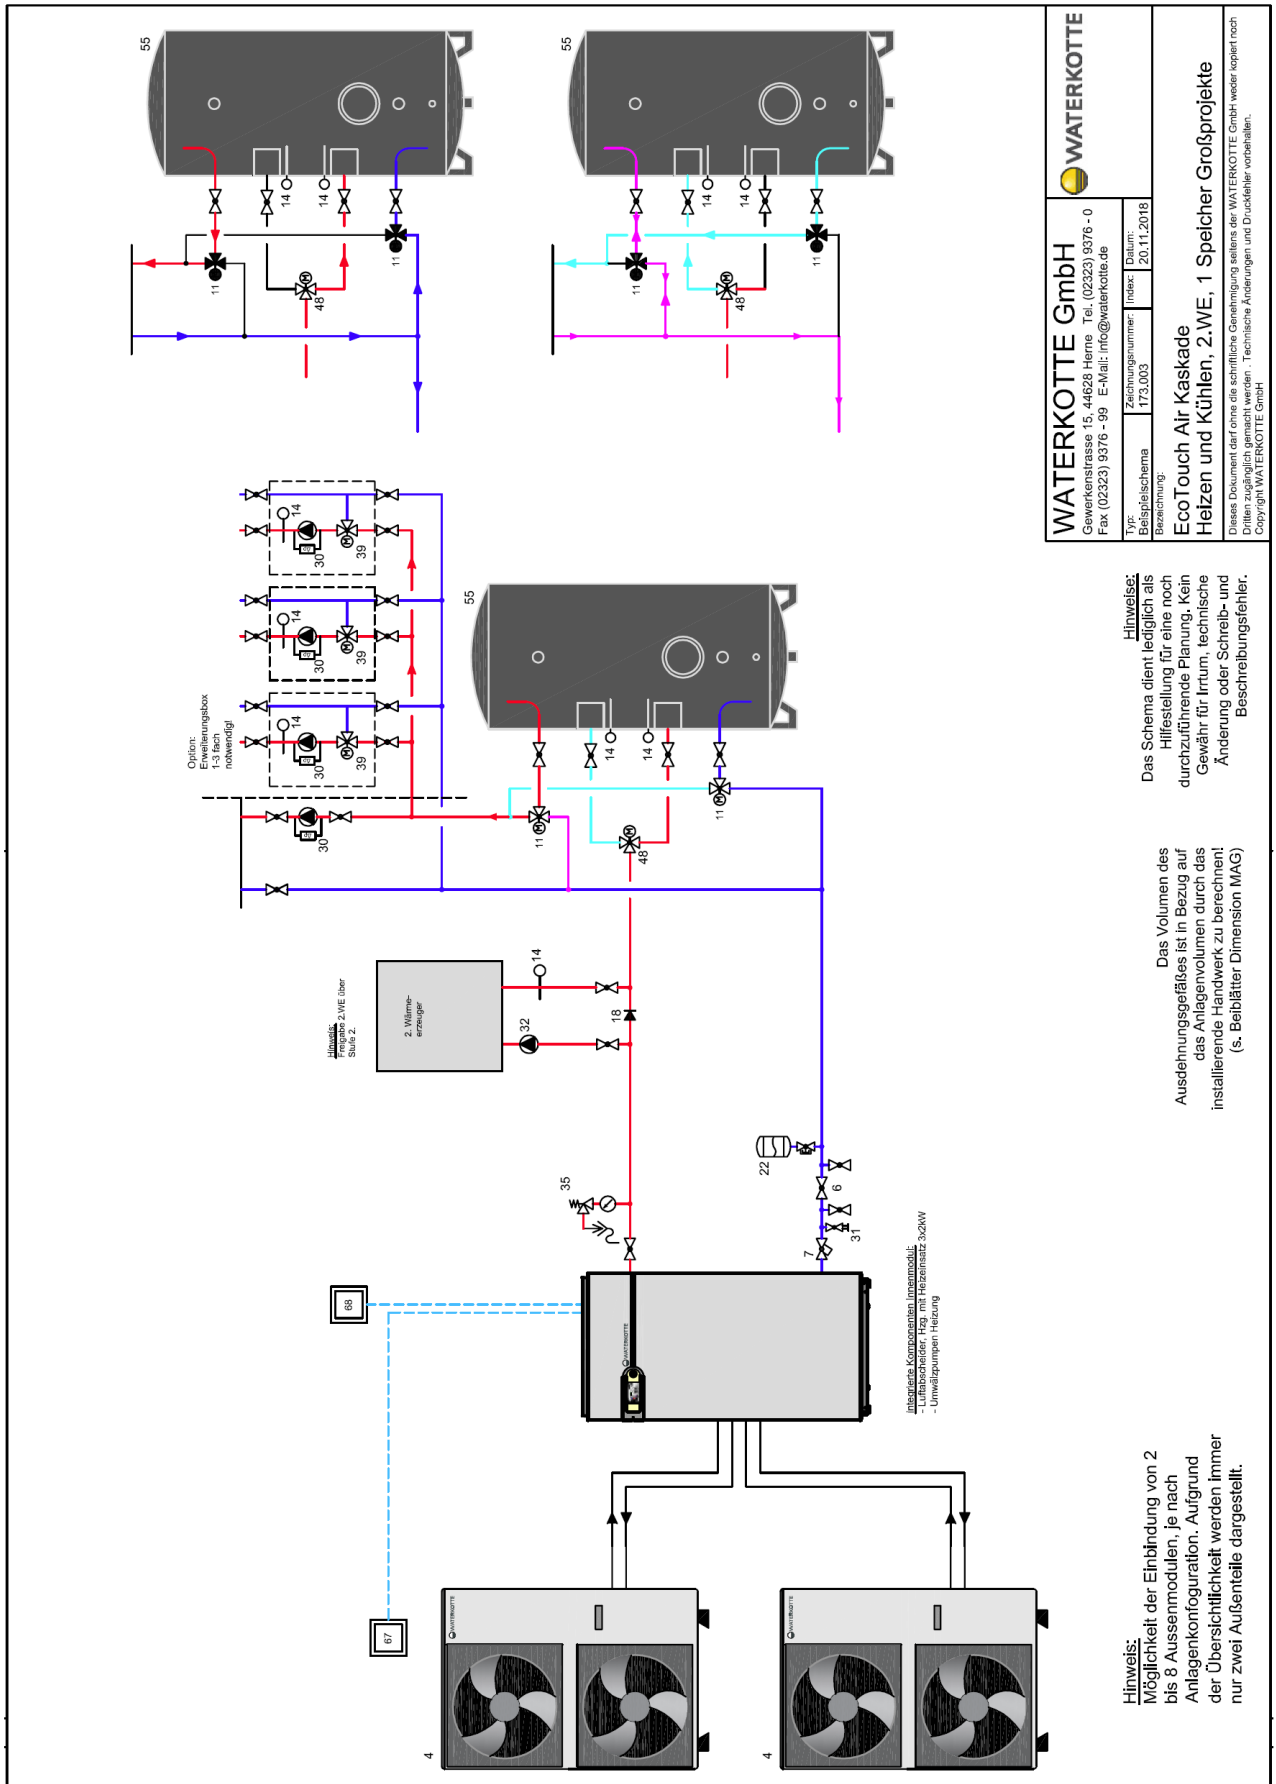 55
14
14
11
11
48
M
55
14
14
11
11
48
M
Option:
Erweiterungsbox
1-3 fach
notwendig!
14
30
39
M
14
30
39
M
14
30
39
M
30
55
14
14
11
M
11
M
48
M
Hinweis:
Freigabe 2.WE über
Stufe 2.
2. Wärme-
erzeuger
14
32
18
35
22
6
31
7
68
67
WATERKOTTE
Integrierte Komponenten Innenmodul:
- Luftabscheider, Hzg. mit Heizeinsatz 3x2kW
- Umwälzpumpen Heizung
4
WATERKOTTE
4
WATERKOTTE
Hinweis:
Möglichkeit der Einbindung von 2
bis 8 Aussenmodulen, je nach
Anlagenkonfoguration. Aufgrund
der Übersichtlichkeit werden immer
nur zwei Außenteile dargestellt.
Das Volumen des
Ausdehnungsgefäßes ist in Bezug auf
das Anlagenvolumen durch das
installierende Handwerk zu berechnen!
(s. Beiblätter Dimension MAG)
Hinweise:
Das Schema dient lediglich als
Hilfestellung für eine noch
durchzuführende Planung. Kein
Gewähr für Irrtum, technische
Änderung oder Schreib- und
Beschreibungsfehler.
WATERKOTTE GmbH
Gewerkenstrasse 15, 44628 Herne Tel. (02323) 9376 - 0
Fax (02323) 9376 - 99 E-Mail: info@waterkotte.de
WATERKOTTE
Typ:
Beispielschema
Zeichnungsnummer:
173.003
Index:
Datum:
20.11.2018
Bezeichnung:
EcoTouch Air Kaskade
Heizen und Kühlen, 2.WE, 1 Speicher Großprojekte
Dieses Dokument darf ohne die schriftliche Genehmigung seitens der WATERKOTTE GmbH weder kopiert noch
Dritten zugänglich gemacht werden . Technische Änderungen und Druckfehler vorbehalten.
Copyright WATERKOTTE GmbH